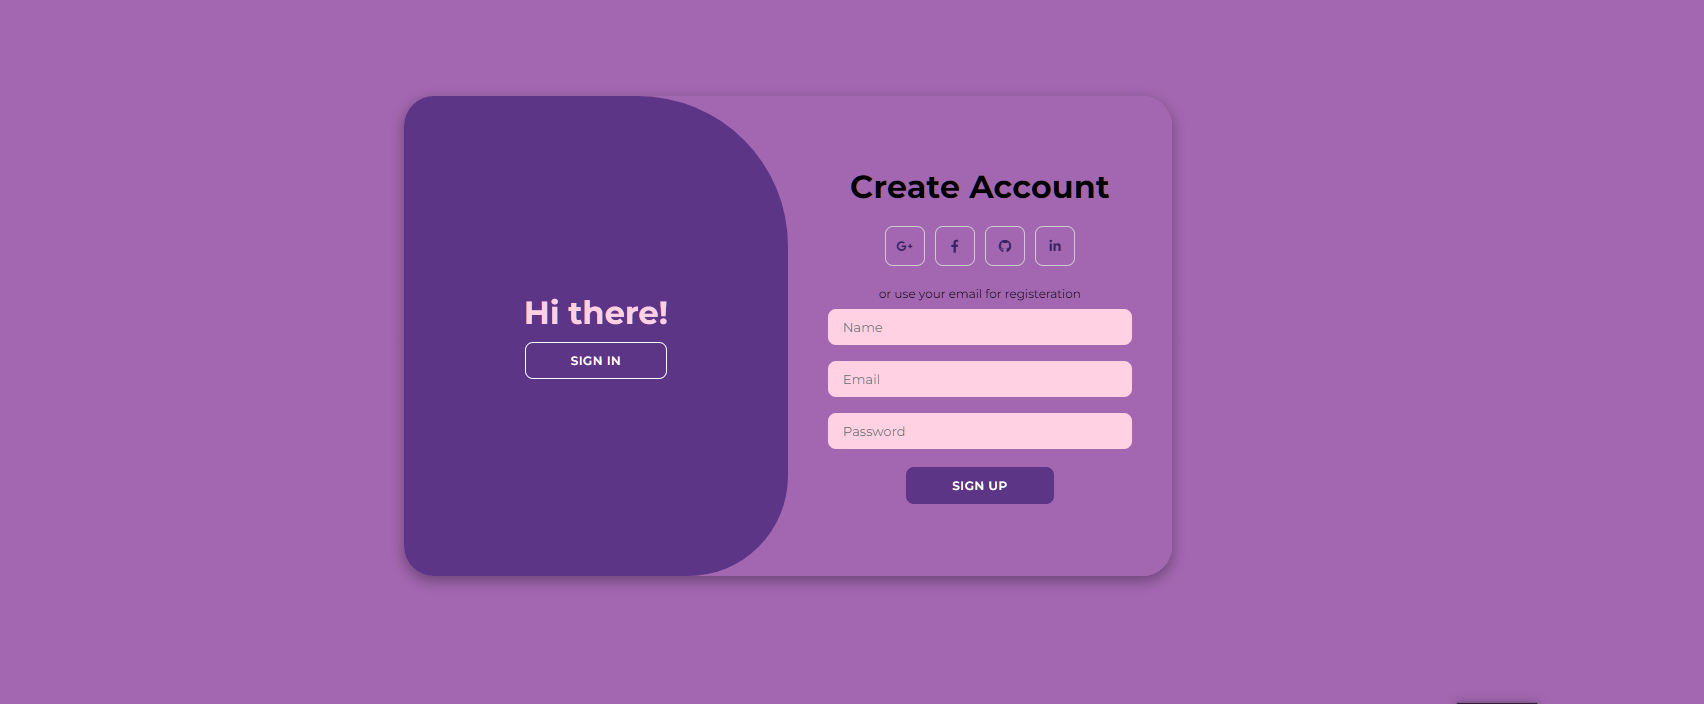 Hi there!
SIGN IN
Create Account
G+
f
in
or use your email for registeration
Name
Email
Password
SIGN UP